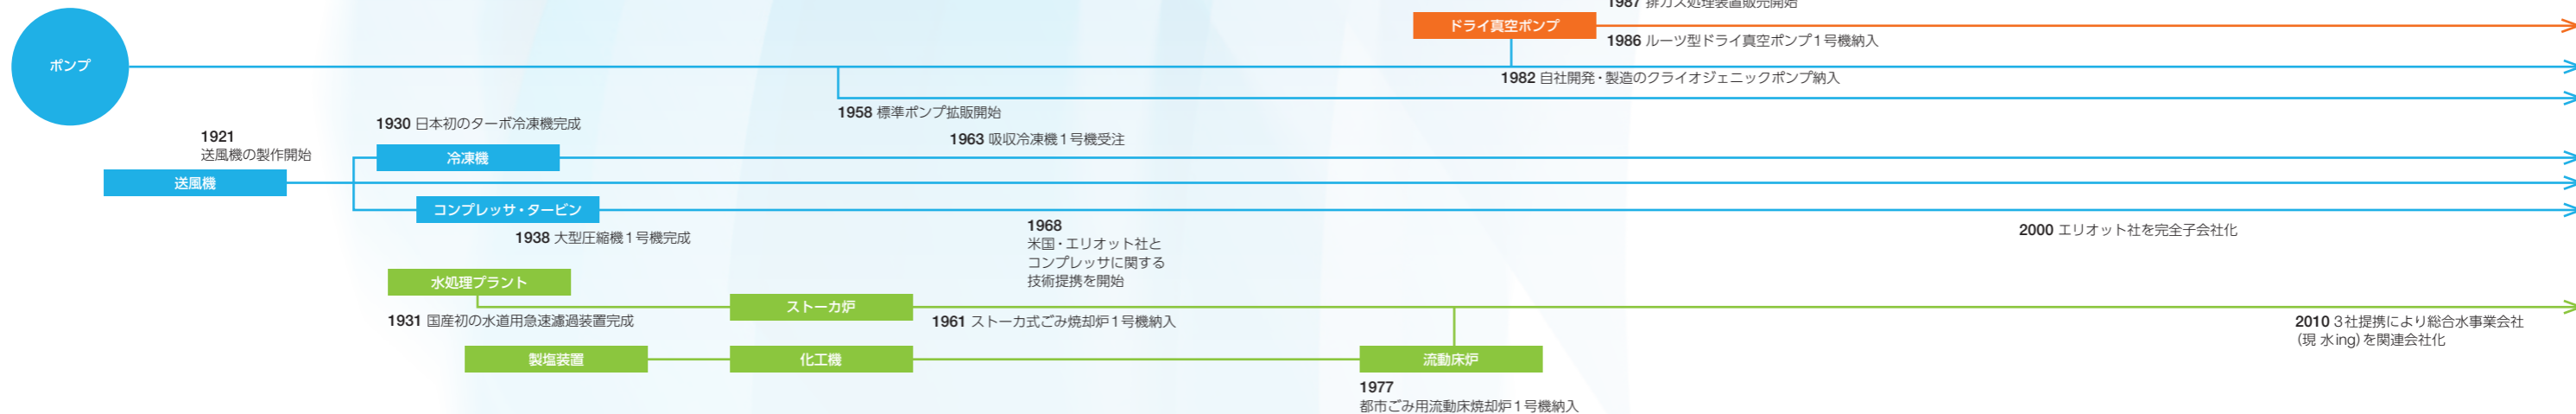 1987 排ガス処理装置販売開始
ドライ真空ポンプ
1986 ルーツ型ドライ真空ポンプ1号機納入
ポンプ
1982 自社開発・製造のクライオジェニックポンプ納入
1958 標準ポンプ拡販開始
1930 日本初のターボ冷凍機完成
1921
送風機の製作開始
1963 吸収冷凍機1号機受注
冷凍機
送風機
コンプレッサ・タービン
1938 大型圧縮機1号機完成
1968
米国・エリオット社と
コンプレッサに関する
技術提携を開始
2000 エリオット社を完全子会社化
水処理プラント
1931 国産初の水道用急速濾過装置完成
ストーカ炉
1961 ストーカ式ごみ焼却炉1号機納入
2010 3社提携により総合水事業会社
(現 水ing)を関連会社化
製塩装置
化工機
流動床炉
1977
都市ごみ用流動床焼却炉1号機納入